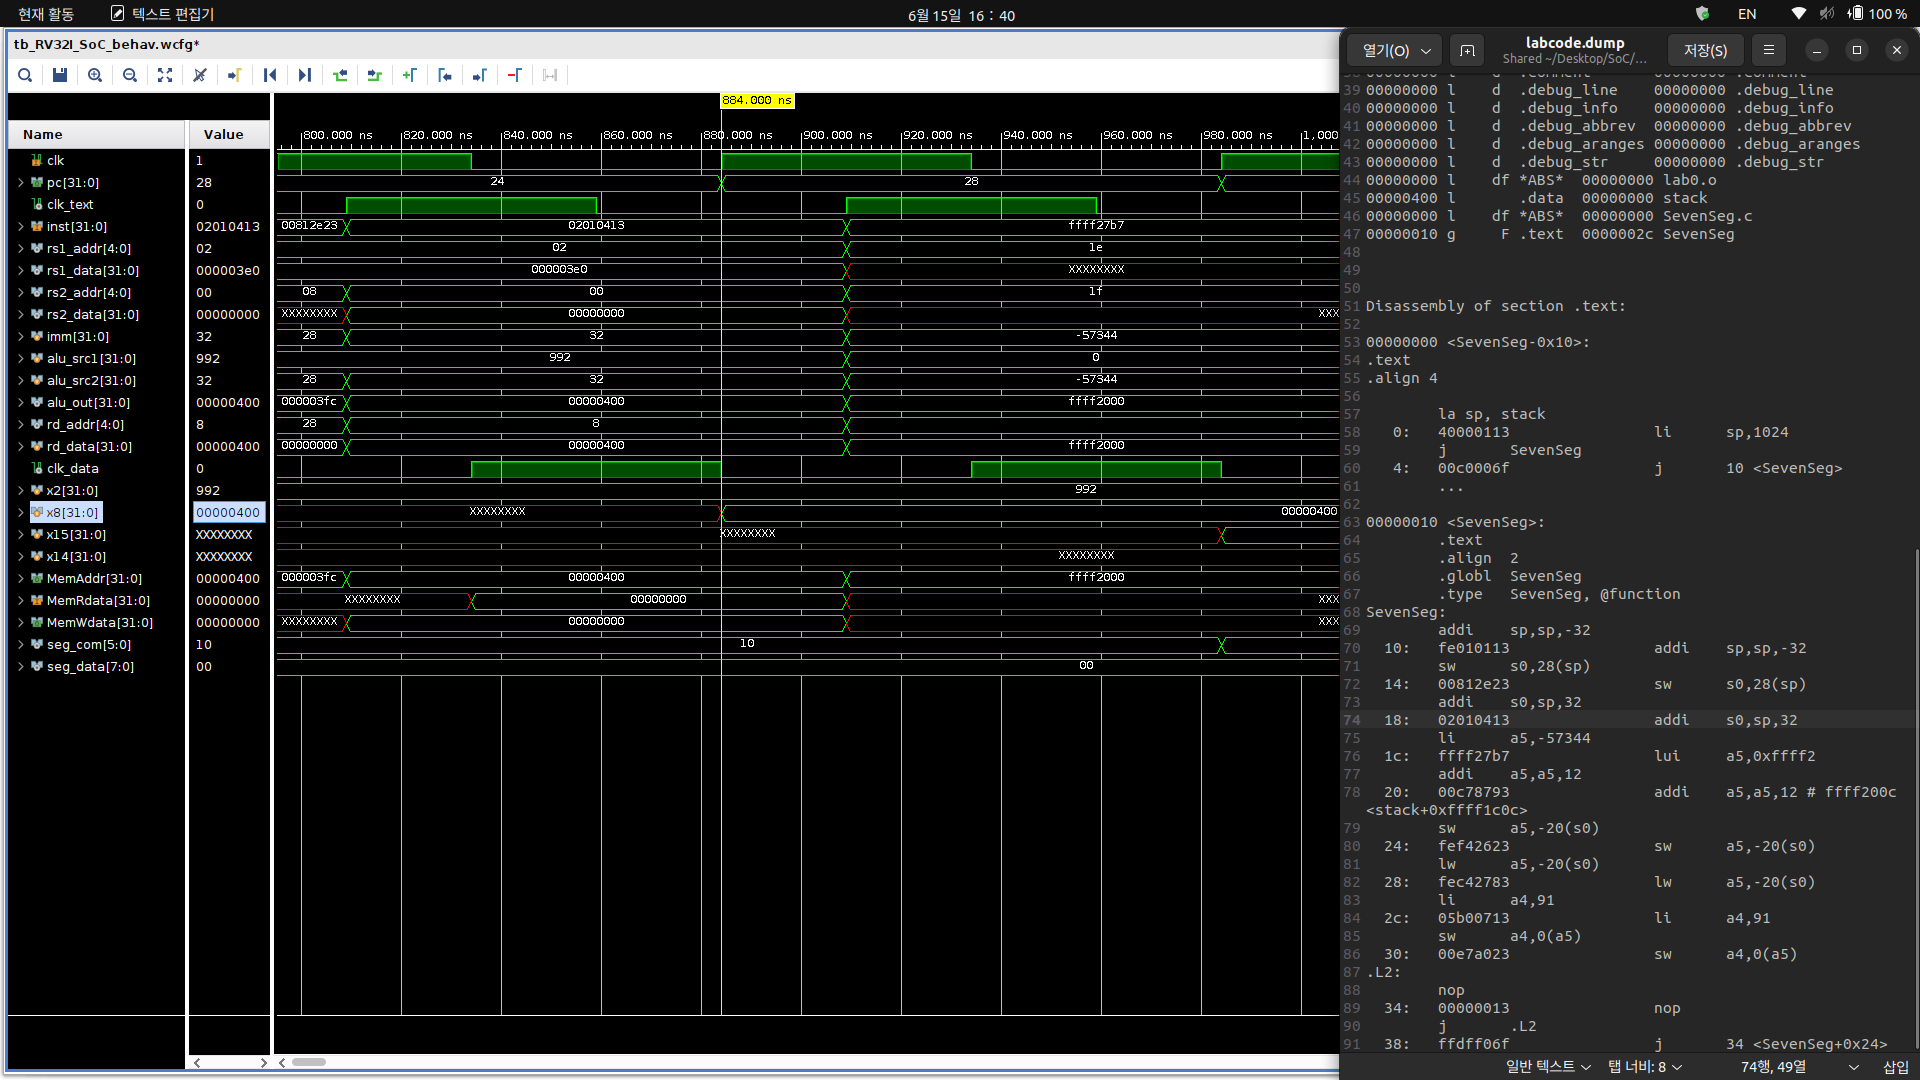 현재 활동 텍스트 편집기 6월 15일 16 : 40 EN 100 %
tb_RV32I_SoC_behav.wcfg*
884.000 ns
800.000 ns 820.000 ns 840.000 ns 860.000 ns 880.000 ns 900.000 ns 920.000 ns 940.000 ns 960.000 ns 980.000 ns 1,000
Name Value
clk 1
pc[31:0] 28 24 28
clk_text 0
inst[31:0] 02010413 00812e23 02010413 ffff27b7
rs1_addr[4:0] 02 02 1e
rs1_data[31:0] 000003e0 000003e0 XXXXXXXX
rs2_addr[4:0] 00 08 00 1f
rs2_data[31:0] 00000000 XXXXXXXX 00000000 XXX
imm[31:0] 32 28 32 -57344
alu_src1[31:0] 992 992 0
alu_src2[31:0] 32 28 32 -57344
alu_out[31:0] 00000400 000003fc 00000400 ffff2000
rd_addr[4:0] 8 28 8
rd_data[31:0] 00000400 00000000 00000400 ffff2000
clk_data 0
x2[31:0] 992 992
x8[31:0] 00000400 XXXXXXXX 00000400
x15[31:0] XXXXXXXX XXXXXXXX
x14[31:0] XXXXXXXX XXXXXXXX
MemAddr[31:0] 00000400 000003fc 00000400 ffff2000
MemRdata[31:0] 00000000 XXXXXXXX 00000000 XXX
MemWdata[31:0] 00000000 XXXXXXXX 00000000 XXX
seg_com[5:0] 10 10
seg_data[7:0] 00 00
열기(O) labcode.dump 저장(S)
Shared ~/Desktop/SoC/...
39 00000000 l d .debug_line 00000000 .debug_line
40 00000000 l d .debug_info 00000000 .debug_info
41 00000000 l d .debug_abbrev 00000000 .debug_abbrev
42 00000000 l d .debug_aranges 00000000 .debug_aranges
43 00000000 l d .debug_str 00000000 .debug_str
44 00000000 l df *ABS* 00000000 lab0.o
45 00000400 l .data 00000000 stack
46 00000000 l df *ABS* 00000000 SevenSeg.c
47 00000010 g F .text 0000002c SevenSeg
48
49
50
51 Disassembly of section .text:
52
53 00000000 <SevenSeg-0x10>:
54 .text
55 .align 4
56
57 la sp, stack
58 0: 40000113 li sp,1024
59 j SevenSeg
60 4: 00c0006f j 10 <SevenSeg>
61 ...
62
63 00000010 <SevenSeg>:
64 .text
65 .align 2
66 .globl SevenSeg
67 .type SevenSeg, @function
68 SevenSeg:
69 addi sp,sp,-32
70 10: fe010113 addi sp,sp,-32
71 sw s0,28(sp)
72 14: 00812e23 sw s0,28(sp)
73 addi s0,sp,32
74 18: 02010413 addi s0,sp,32
75 li a5,-57344
76 1c: ffff27b7 lui a5,0xffff2
77 addi a5,a5,12
78 20: 00c78793 addi a5,a5,12 # ffff200c
<stack+0xffff1c0c>
79 sw a5,-20(s0)
80 24: fef42623 sw a5,-20(s0)
81 lw a5,-20(s0)
82 28: fec42783 lw a5,-20(s0)
83 li a4,91
84 2c: 05b00713 li a4,91
85 sw a4,0(a5)
86 30: 00e7a023 sw a4,0(a5)
87 .L2:
88 nop
89 34: 00000013 nop
90 j .L2
91 38: ffdff06f j 34 <SevenSeg+0x24>
일반 텍스트 탭 너비: 8 74행, 49열 삽입